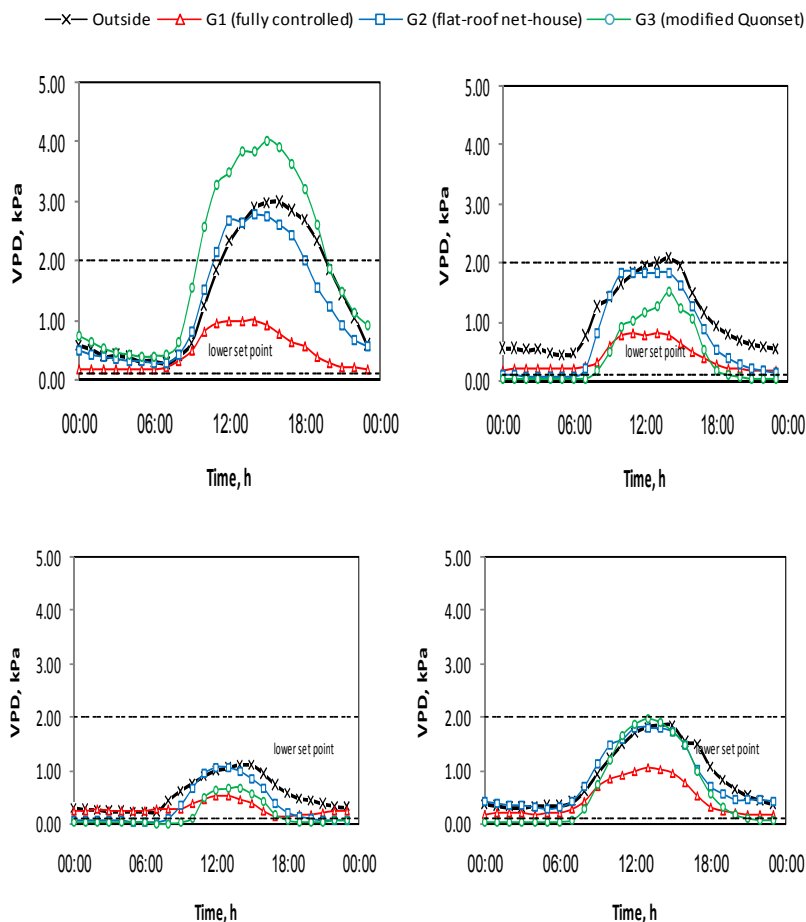 Outside G1 (fully controlled) G2 (flat-roof net-house) G3 (modified Quonset)
5.00
4.00
3.00
2.00
1.00
0.00
VPD, kPa
lower set point
00:00 06:00 12:00 18:00 00:00
Time, h
5.00
4.00
3.00
2.00
1.00
0.00
VPD, kPa
lower set point
00:00 06:00 12:00 18:00 00:00
Time, h
5.00
4.00
3.00
2.00
1.00
0.00
VPD, kPa
lower set point
00:00 06:00 12:00 18:00 00:00
Time, h
5.00
4.00
3.00
2.00
1.00
0.00
VPD, kPa
lower set point
00:00 06:00 12:00 18:00 00:00
Time, h